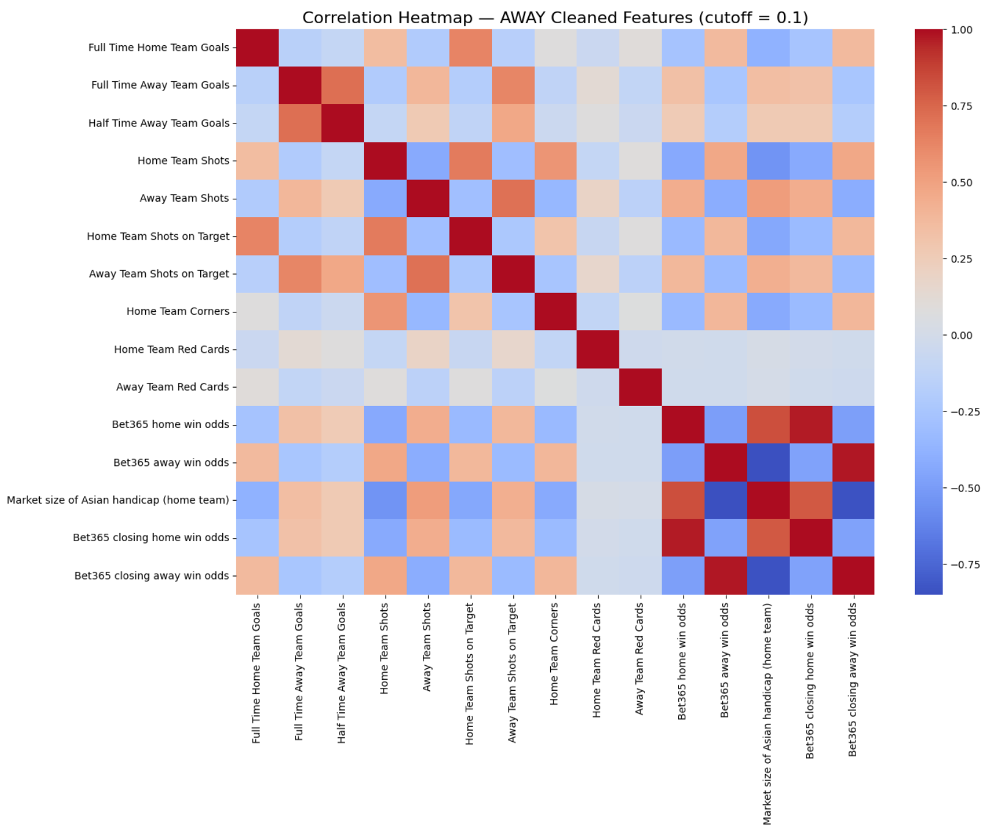 Correlation Heatmap — AWAY Cleaned Features (cutoff = 0.1)
Full Time Home Team Goals
Full Time Away Team Goals
Half Time Away Team Goals
Home Team Shots
Away Team Shots
Home Team Shots on Target
Away Team Shots on Target
Home Team Corners
Home Team Red Cards
Away Team Red Cards
Bet365 home win odds
Bet365 away win odds
Market size of Asian handicap (home team)
Bet365 closing home win odds
Bet365 closing away win odds
Full Time Home Team Goals
Full Time Away Team Goals
Half Time Away Team Goals
Home Team Shots
Away Team Shots
Home Team Shots on Target
Away Team Shots on Target
Home Team Corners
Home Team Red Cards
Away Team Red Cards
Bet365 home win odds
Bet365 away win odds
Market size of Asian handicap (home team)
Bet365 closing home win odds
Bet365 closing away win odds
1.00
0.75
0.50
0.25
0.00
−0.25
−0.50
−0.75